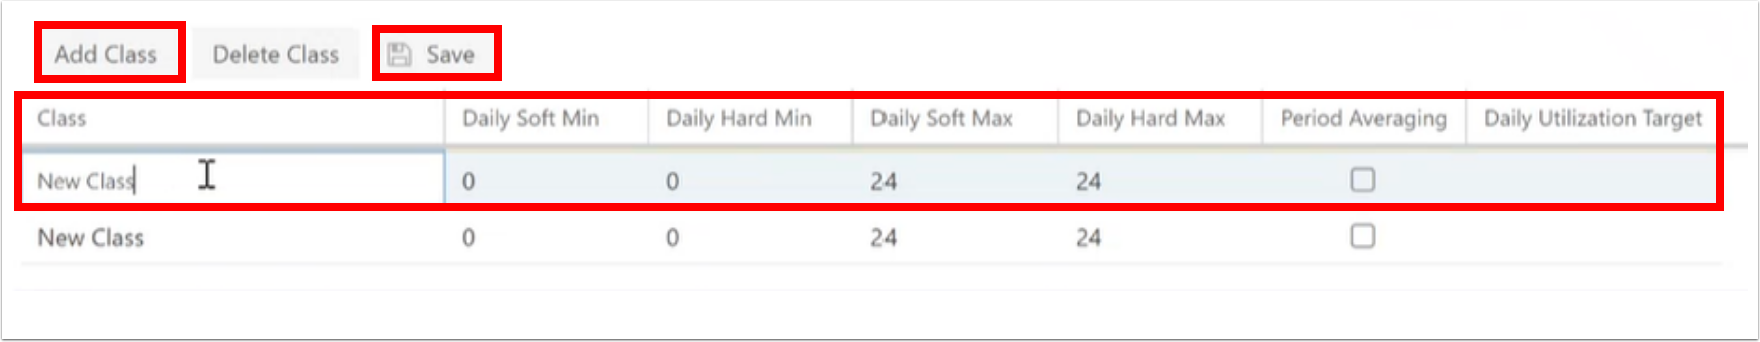 Add Class Delete Class Save
Class Daily Soft Min Daily Hard Min Daily Soft Max Daily Hard Max Period Averaging Daily Utilization Target
New Class 0 0 24 24
New Class 0 0 24 24